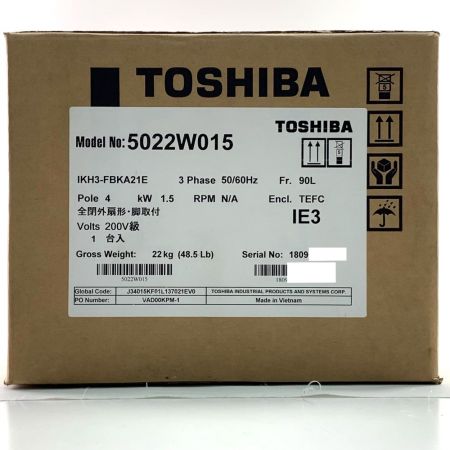 TOSHIBA
TOSHIBA
Model No: 5022W015
IKH3-FBKA21E 3 Phase 50/60Hz Fr. 90L
Pole 4 kW 1.5 RPM N/A Encl. TEFC
全閉外扇形・脚取付
IE3
Volts 200V級
1 台入
Gross Weight: 22 kg (48.5 Lb) Serial No: 1809
5022W015 1809
Global Code: J34015KF01L137021EV0 TOSHIBA INDUSTRIAL PRODUCTS AND SYSTEMS CORP.
PO Number: VAD00KPM-1 Made in Vietnam